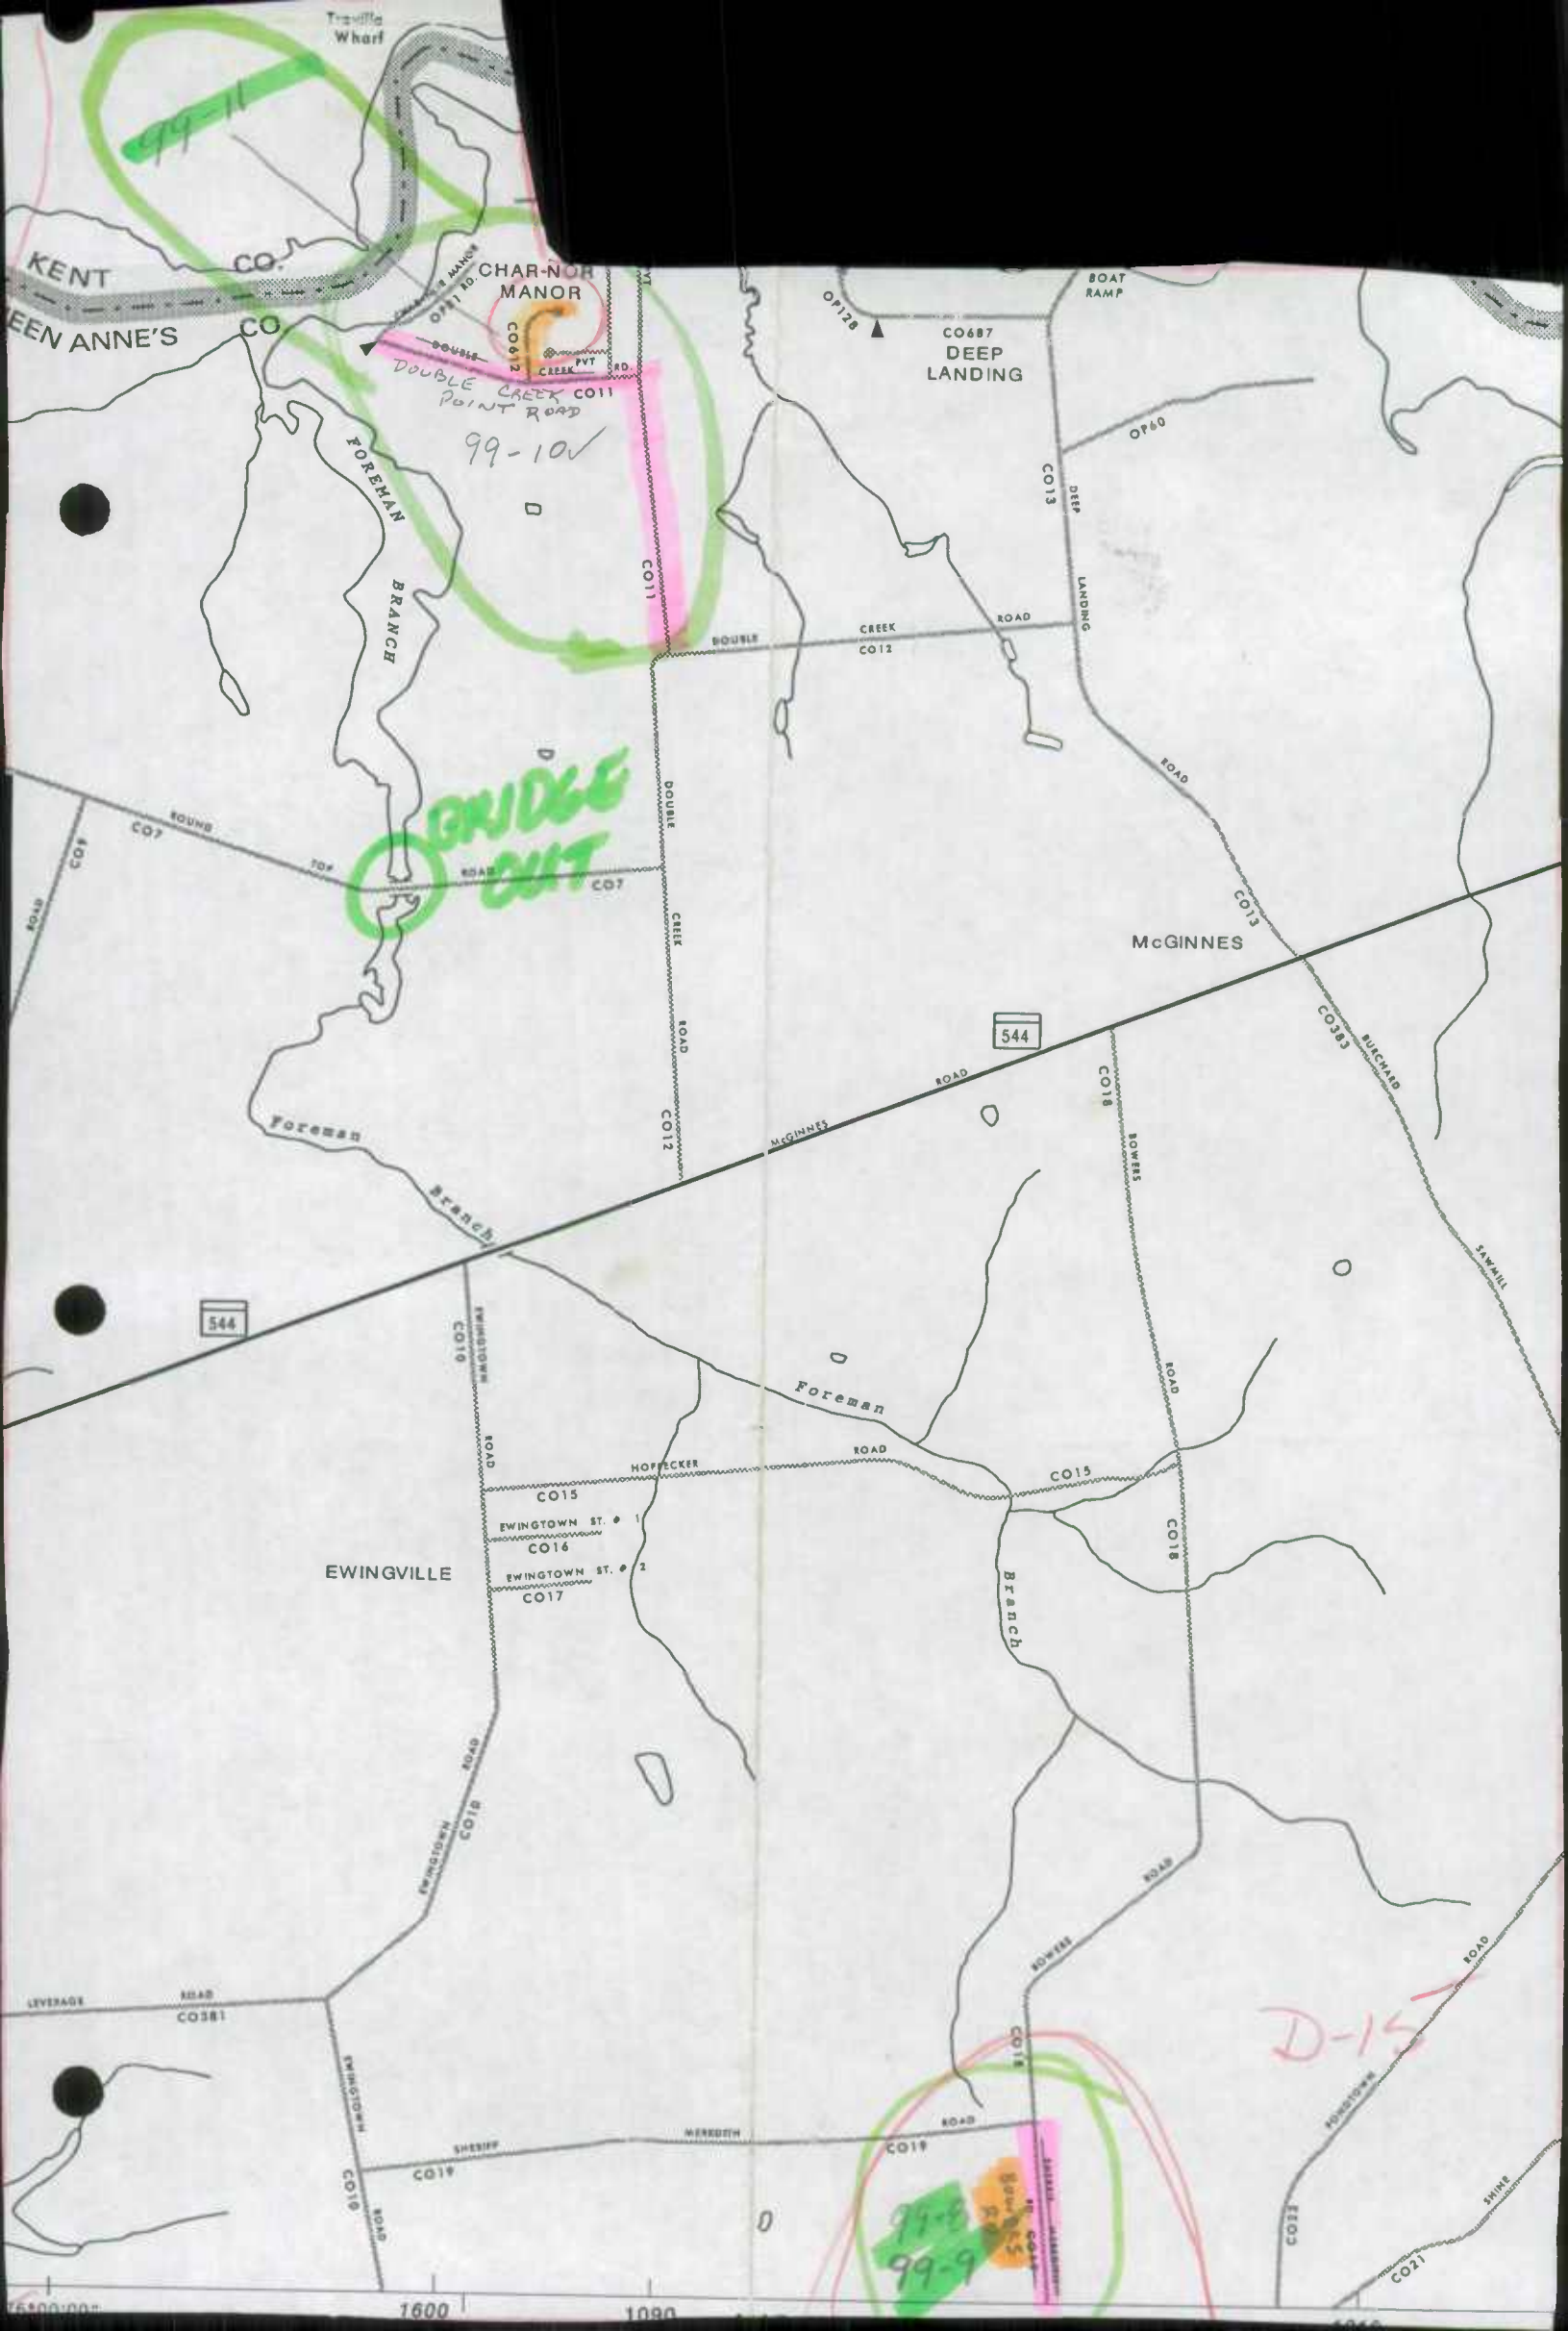 Traville
Wharf
99-11
KENT
CO.
EEN ANNE'S
CO
CHAR-NOR
MANOR
MANOR
OP81 RD.
CO612
DOUBLE
CREEK
RD.
PVT
CO11
DOUBLE CREEK
POINT ROAD
99-10✓
OP128
CO687
DEEP
LANDING
BOAT
RAMP
OP60
CO13
DEEP
LANDING
ROAD
FOREMAN
BRANCH
CO11
DOUBLE
CREEK
ROAD
CO12
BRIDGE
OUT
ROUND
TOP
ROAD
CO7
CO7
CO9
ROAD
DOUBLE
CREEK
ROAD
CO12
CO13
McGINNES
544
ROAD
McGINNES
CO383
BURCHARD
SAWMILL
CO18
BOWERS
ROAD
Foreman
Branch
544
EWINGTOWN
CO10
ROAD
Foreman
HOFFECKER
ROAD
CO15
CO15
EWINGTOWN ST. # 1
CO16
EWINGTOWN ST. # 2
CO17
EWINGVILLE
CO18
Branch
ROAD
CO10
EWINGTOWN
ROAD
BOWERS
ROAD
LEVERAGE
ROAD
CO381
CO18
D-15
EWINGTOWN
PONDTOWN
SHERIFF
MEREDITH
ROAD
CO19
CO19
CO10
ROAD
99-8
99-9
BOWERS
RD
SHINE
CO21
1600
1090